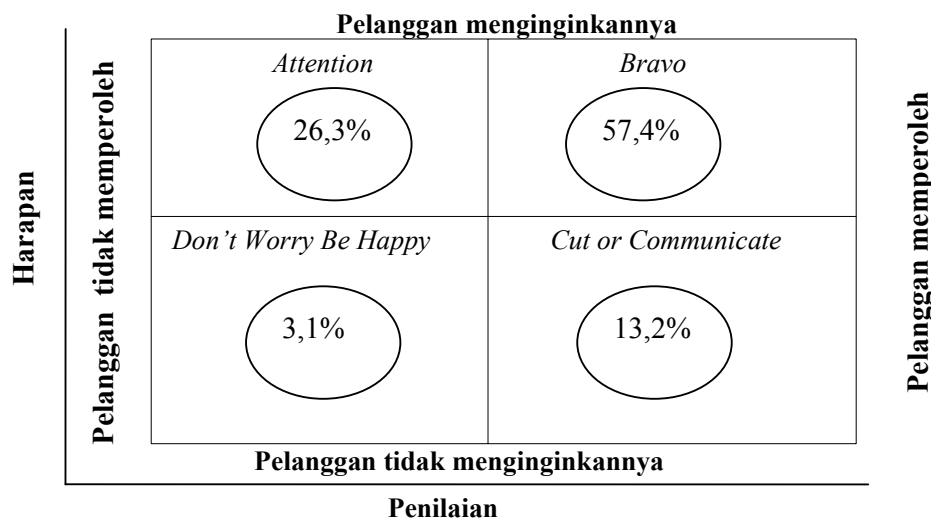 Pelanggan menginginkannya
Harapan
Pelanggan tidak memperoleh
Attention
26,3%
Bravo
57,4%
Don’t Worry Be Happy
3,1%
Cut or Communicate
13,2%
Pelanggan memperoleh
Pelanggan tidak menginginkannya
Penilaian